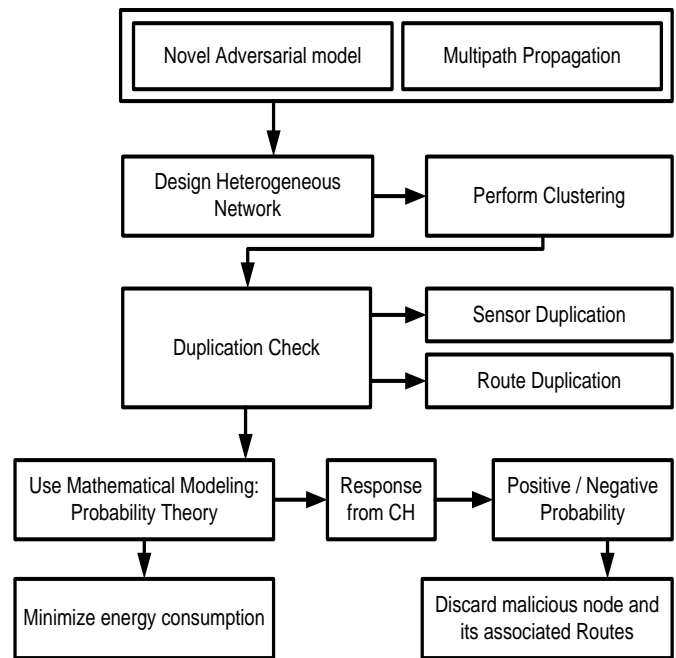 Novel Adversarial model
Multipath Propagation
Design Heterogeneous
Network
Perform Clustering
Duplication Check
Sensor Duplication
Route Duplication
Use Mathematical Modeling:
Probability Theory
Response
from CH
Positive / Negative
Probability
Minimize energy consumption
Discard malicious node and
its associated Routes